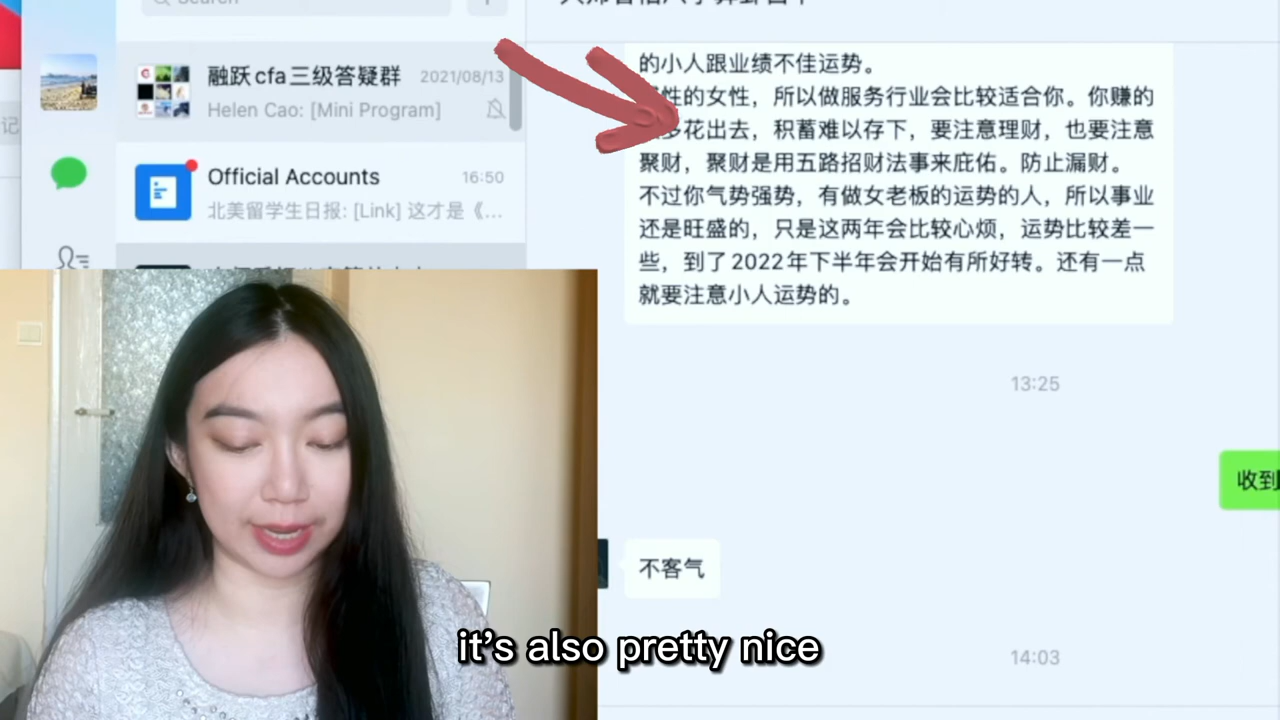 Search
融跃cfa三级答疑群
2021/08/13
Helen Cao: [Mini Program]
Official Accounts
16:50
北美留学生日报: [Link] 这才是《...
记
的小人跟业绩不佳运势。
性的女性，所以做服务行业会比较适合你。你赚的
多花出去，积蓄难以存下，要注意理财，也要注意
聚财，聚财是用五路招财法事来庇佑。防止漏财。
不过你气势强势，有做女老板的运势的人，所以事业
还是旺盛的，只是这两年会比较心烦，运势比较差一
些，到了2022年下半年会开始有所好转。还有一点
就要注意小人运势的。
13:25
收到
不客气
it's also pretty nice
14:03